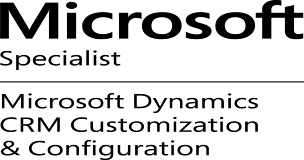 Microsoft
Specialist
Microsoft Dynamics
CRM Customization
& Configuration